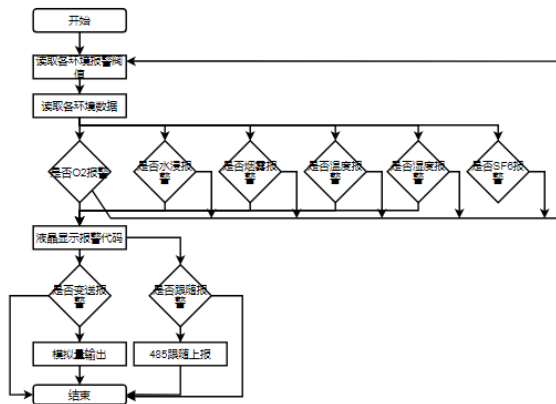 开始
读取各环境报警阀
值
读取各环境数据
是否O2报警
是否水浸报
警
是否烟雾报
警
是否温度报
警
是否湿度报
警
是否SF6报
警
液晶显示报警代码
是否变送报
警
是否跟随报
警
模拟量输出
485跟随上报
结束